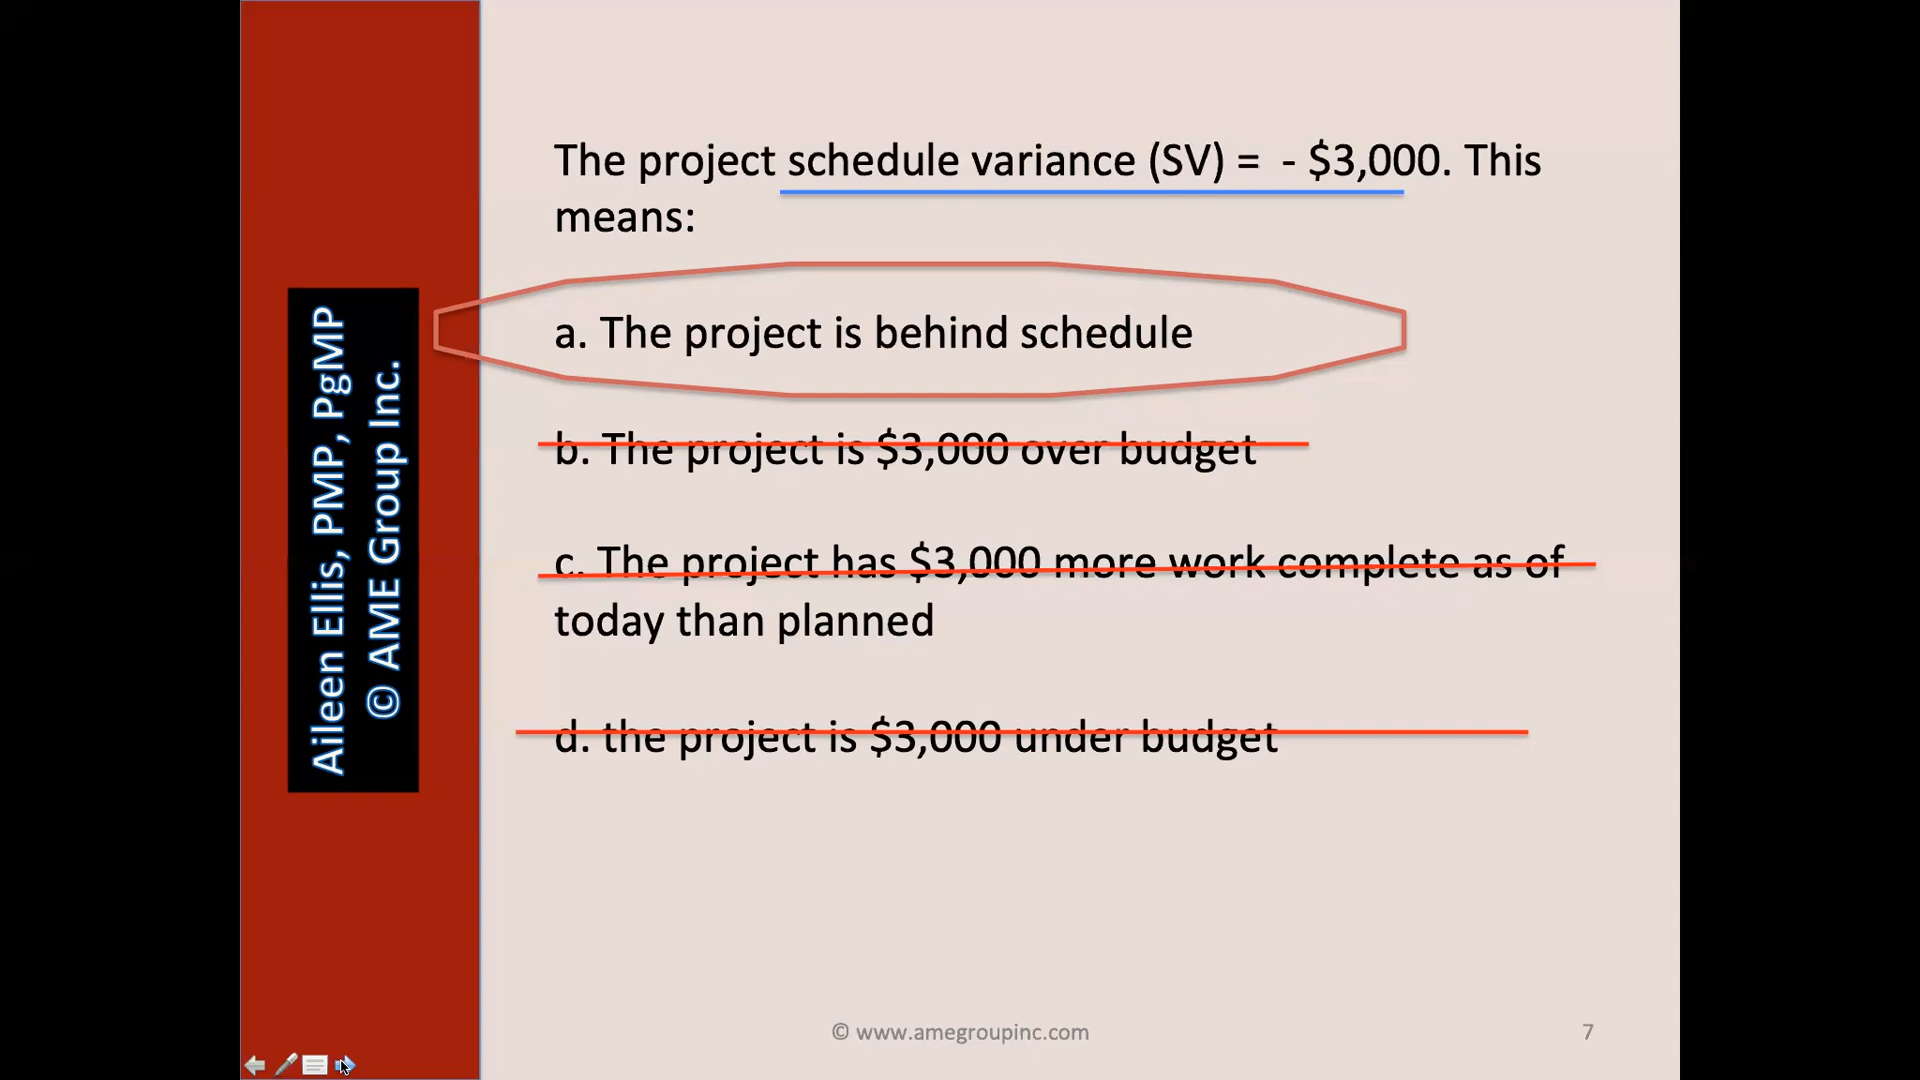 The project schedule variance (SV) =  - $3,000. This
means:
a. The project is behind schedule
b. The project is $3,000 over budget
c. The project has $3,000 more work complete as of
today than planned
d. the project is $3,000 under budget
Aileen Ellis, PMP, PgMP
© AME Group Inc.
© www.amegroupinc.com
7